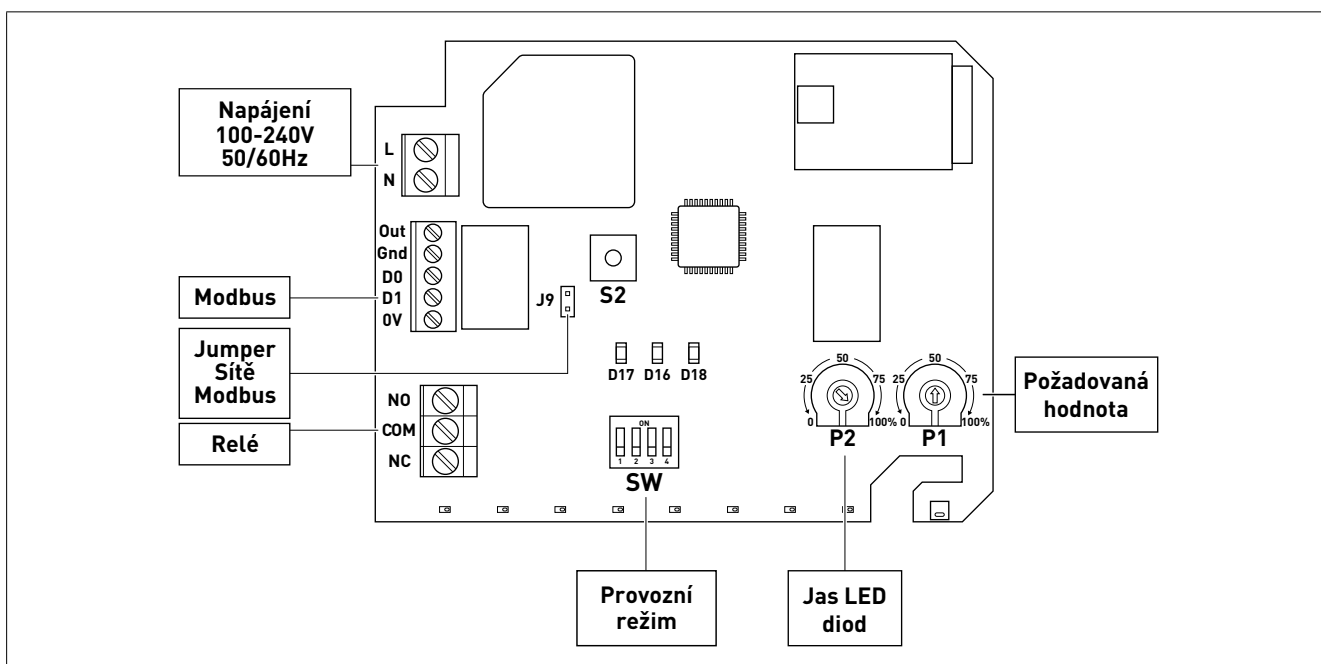 Napájení
100-240V
50/60Hz
L
N
Out
Gnd
D0
D1
0V
Modbus
J9
S2
Jumper
Sítě
Modbus
D17 D16 D18
NO
COM
NC
Relé
ON
1 2 3 4
SW
50
25 75
0 100%
P2
50
25 75
0 100%
P1
Požadovaná
hodnota
Provozní
režim
Jas LED
diod